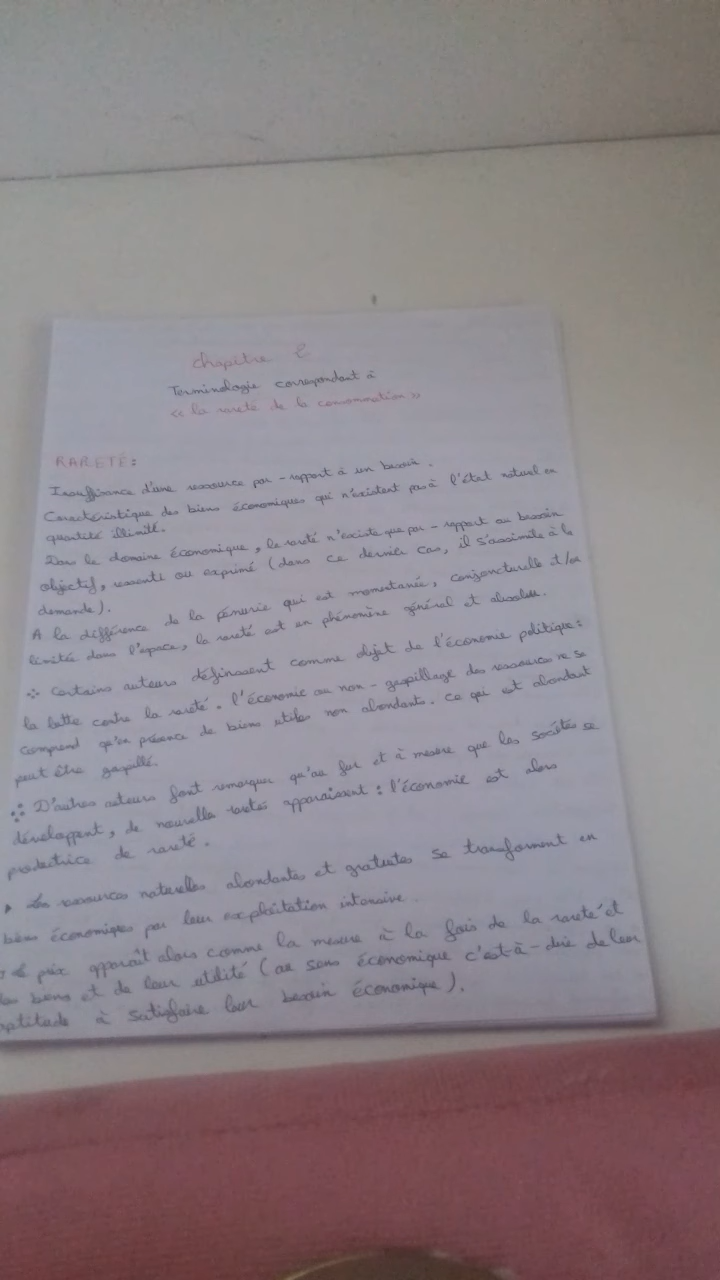 Chapitre 2
Terminologie correspondant à
« la rareté de la consommation »
RARETÉ :
Insuffisance d'une ressource par-rapport à un besoin.
Caractéristique des biens économiques qui n'existent pas à l'état naturel en
quantité illimité.
Dans le domaine économique, la rareté n'existe que par-rapport au besoin
objectif, ressenti ou exprimé (dans ce dernier cas, il s'assimile à la
demande).
A la différence de la pénurie qui est momentanée, conjoncturelle et/ou
limité dans l'espace, la rareté est un phénomène général et absolue.
Certains auteurs définissent comme objet de l'économie politique :
la lutte contre la rareté. l'économie ou non-gaspillage des ressources ne se
comprend qu'en présence de biens utiles non abondants. Ce qui est abondant
peut être gaspillé.
D'autres auteurs font remarquer qu'au fur et à mesure que les sociétés se
développent, de nouvelles raretés apparaissent : l'économie est alors
productrice de rareté.
Les ressources naturelles abondantes et gratuites se transforment en
biens économiques par leur exploitation intensive.
Le prix apparaît alors comme la mesure à la fois de la rareté et
des biens et de leur utilité (au sens économique c'est-à-dire de leur
aptitude à satisfaire leur besoin économique).